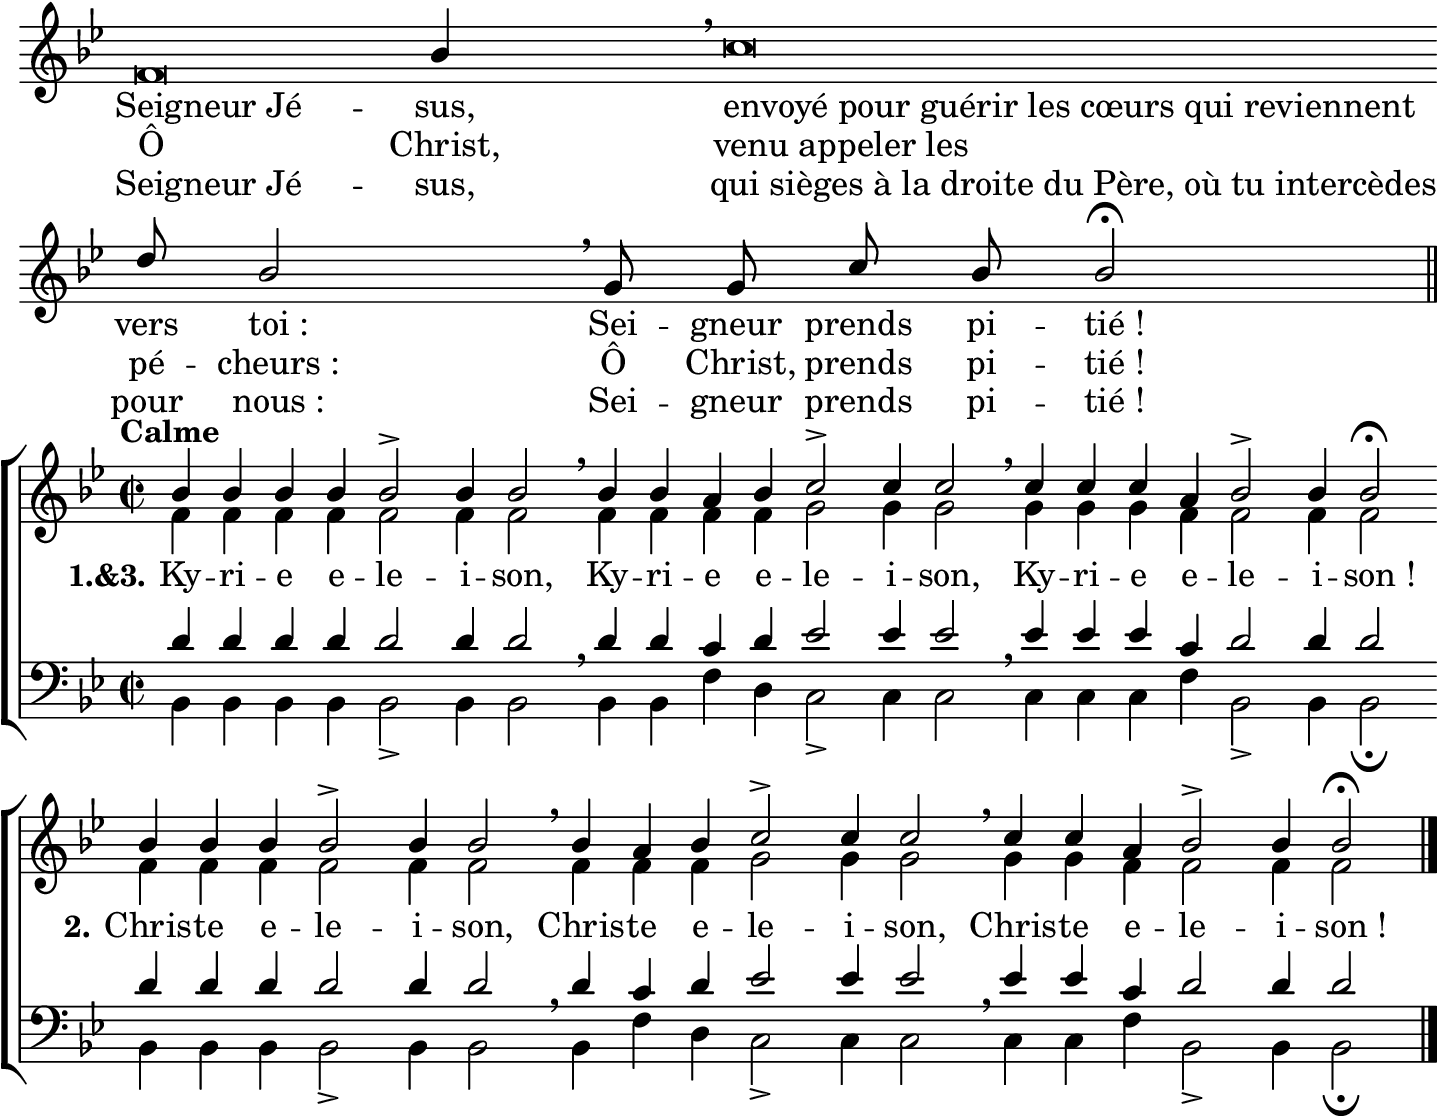 Seigneur Jé - sus, envoyé pour guérir les cœurs qui reviennent
Ô Christ, venu appeler les
Seigneur Jé - sus, qui sièges à la droite du Père, où tu intercèdes
vers toi : Sei - gneur prends pi - tié !
pé - cheurs : Ô Christ, prends pi - tié !
pour nous : Sei - gneur prends pi - tié !
Calme
1.&3. Ky - ri - e e - le - i - son, Ky - ri - e e - le - i - son, Ky - ri - e e - le - i - son !
2. Christe e - le - i - son, Christe e - le - i - son, Christe e - le - i - son !